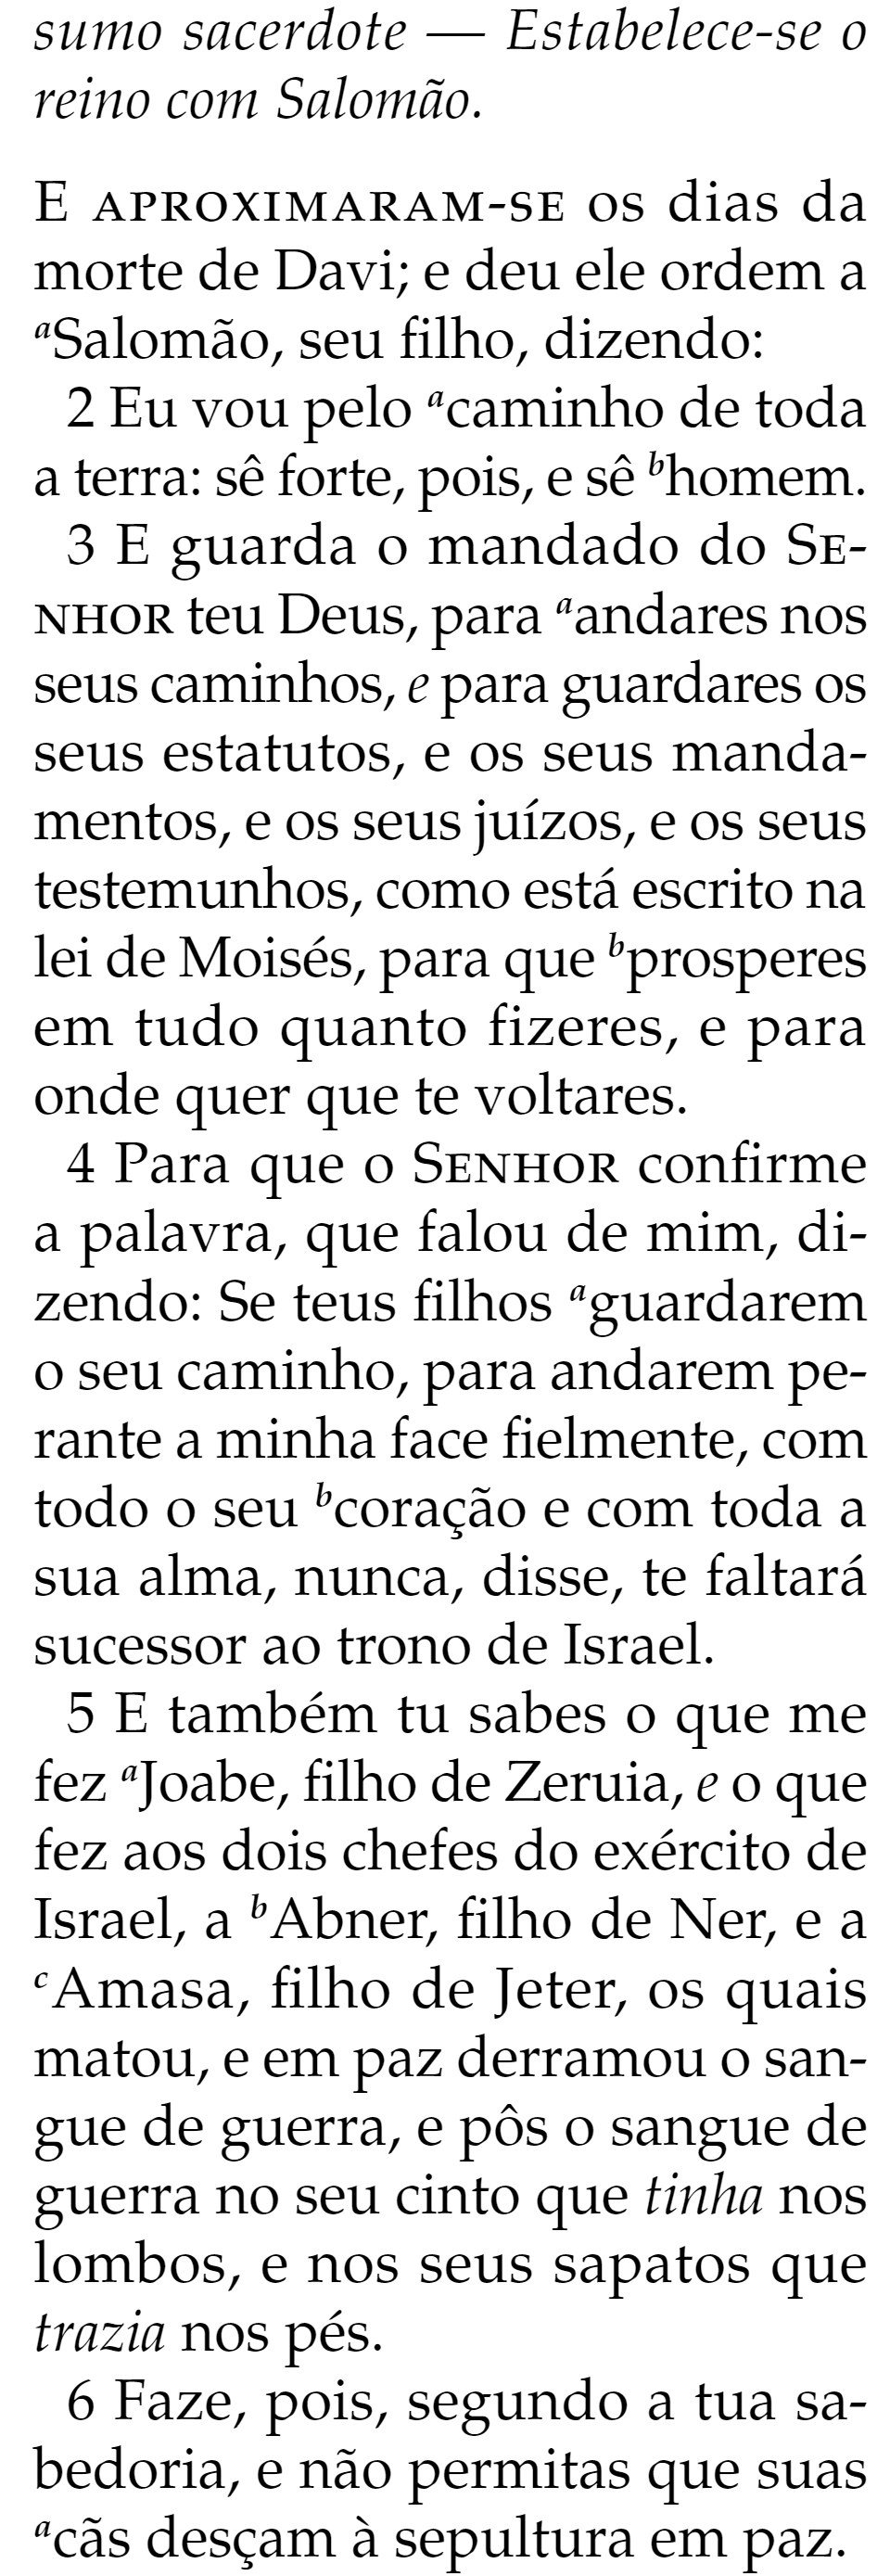 sumo sacerdote — Estabelece-se o
reino com Salomão.
E APROXIMARAM-SE os dias da
morte de Davi; e deu ele ordem a
aSalomão, seu filho, dizendo:
2 Eu vou pelo acaminho de toda
a terra: sê forte, pois, e sê bhomem.
3 E guarda o mandado do SE-
NHOR teu Deus, para aandares nos
seus caminhos, e para guardares os
seus estatutos, e os seus manda-
mentos, e os seus juízos, e os seus
testemunhos, como está escrito na
lei de Moisés, para que bprosperes
em tudo quanto fizeres, e para
onde quer que te voltares.
4 Para que o SENHOR confirme
a palavra, que falou de mim, di-
zendo: Se teus filhos aguardarem
o seu caminho, para andarem pe-
rante a minha face fielmente, com
todo o seu bcoração e com toda a
sua alma, nunca, disse, te faltará
sucessor ao trono de Israel.
5 E também tu sabes o que me
fez aJoabe, filho de Zeruia, e o que
fez aos dois chefes do exército de
Israel, a bAbner, filho de Ner, e a
cAmasa, filho de Jeter, os quais
matou, e em paz derramou o san-
gue de guerra, e pôs o sangue de
guerra no seu cinto que tinha nos
lombos, e nos seus sapatos que
trazia nos pés.
6 Faze, pois, segundo a tua sa-
bedoria, e não permitas que suas
acãs desçam à sepultura em paz.